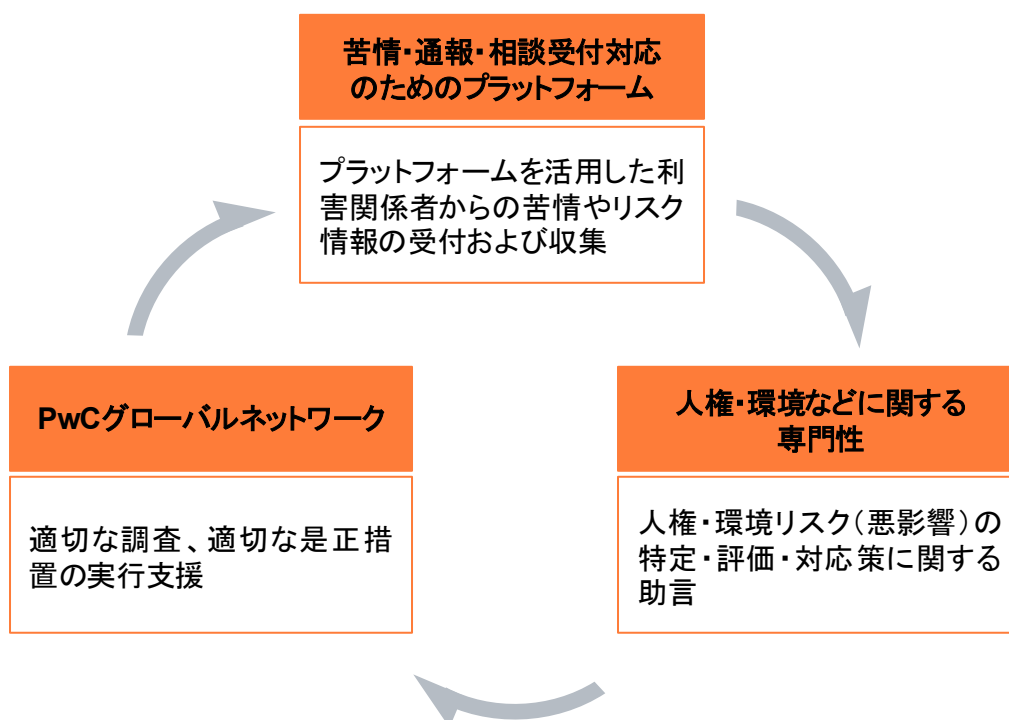 苦情・通報・相談受付対応
のためのプラットフォーム
プラットフォームを活用した利
害関係者からの苦情やリスク
情報の受付および収集
PwCグローバルネットワーク
適切な調査、適切な是正措
置の実行支援
人権・環境などに関する
専門性
人権・環境リスク（悪影響）の
特定・評価・対応策に関する
助言